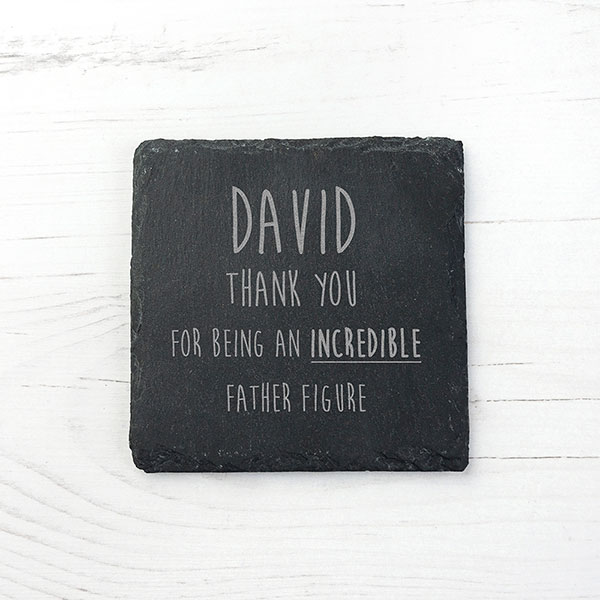 DAVID
THANK YOU
FOR BEING AN INCREDIBLE
FATHER FIGURE